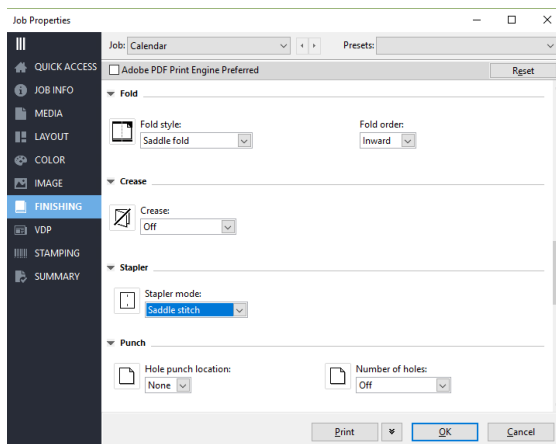 Job Properties
Job: Calendar
Presets:
QUICK ACCESS
JOB INFO
MEDIA
LAYOUT
COLOR
IMAGE
FINISHING
VDP
STAMPING
SUMMARY
Adobe PDF Print Engine Preferred
Reset
Fold
Fold style: Fold order:
Saddle fold Inward
Crease
Crease:
Off
Stapler
Stapler mode:
Saddle stitch
Punch
Hole punch location: Number of holes:
None Off
Print OK Cancel